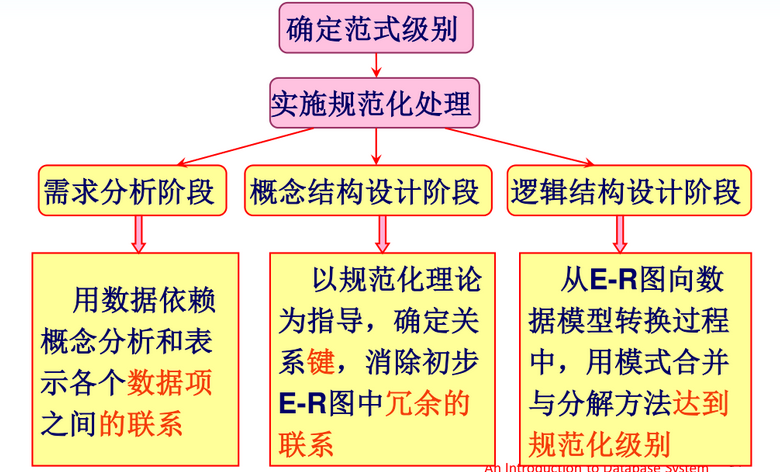 确定范式级别
实施规范化处理
需求分析阶段
概念结构设计阶段
逻辑结构设计阶段
用数据依赖
概念分析和表
示各个数据项
之间的联系
以规范化理论
为指导，确定关
系键，消除初步
E-R图中冗余的
联系
从E-R图向数
据模型转换过程
中，用模式合并
与分解方法达到
规范化级别
An Introduction to Database System